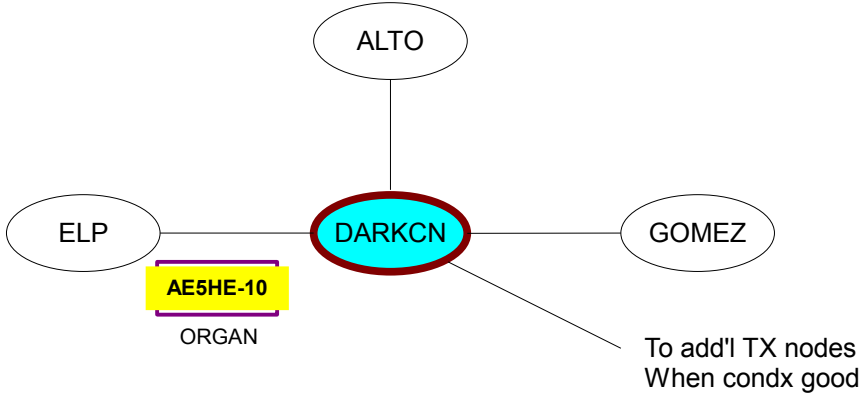 ALTO
ELP
DARKCN
GOMEZ
AE5HE-10
ORGAN
To add'l TX nodes
When condx good